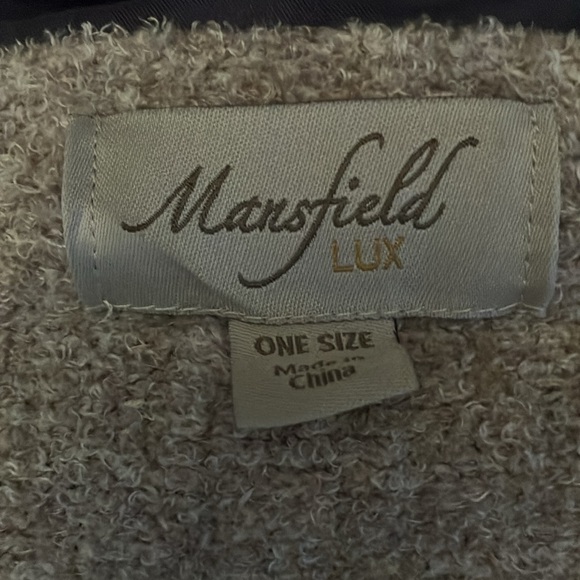 Mansfield
LUX
ONE SIZE
Made in
China